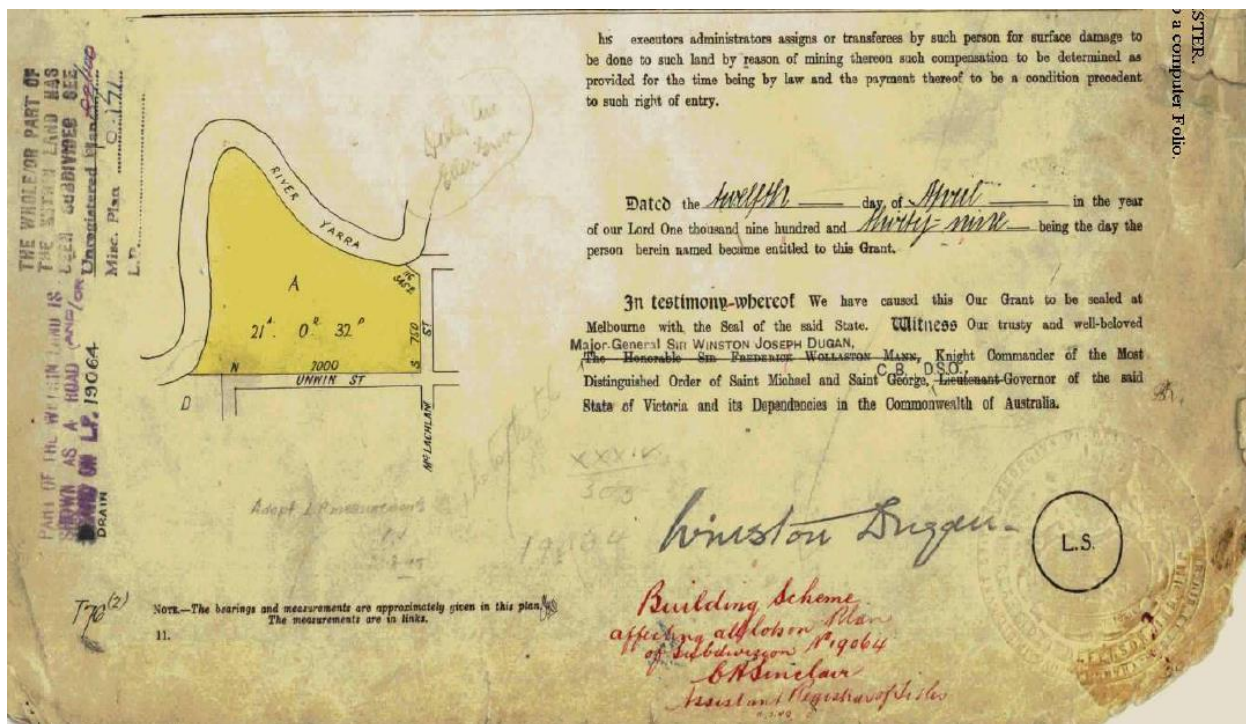 STER.
o a computer Folio.
his executors administrators assigns or transferees by such person for surface damage to
be done to such land by reason of mining thereon such compensation to be determined as
provided for the time being by law and the payment thereof to be a condition precedent
to such right of entry.
Dated the twelfth day of April in the year
of our Lord One thousand nine hundred and thirty-nine being the day the
person herein named became entitled to this Grant.
In testimony whereof We have caused this Our Grant to be sealed at
Melbourne with the Seal of the said State. Witness Our trusty and well-beloved
Major-General SIR WINSTON JOSEPH DUGAN,
The Honorable SIR FREDERICK WOLLASTON MANN, Knight Commander of the Most
C.B., D.S.O.,
Distinguished Order of Saint Michael and Saint George, Lieutenant-Governor of the said
State of Victoria and its Dependencies in the Commonwealth of Australia.
XXXIV
303
Winston Dugan
L.S.
19064
Building Scheme
affecting all lots on Plan
of Subdivision No 19064
Assistant Registrar of Titles
THE WHOLE/OR PART OF
THE WITHIN LAND HAS
BEEN SUBDIVIDED SEE
Unregistered Plan
Misc. Plan 0171
L.P.
PART OF THE WITHIN LAND IS
SHOWN AS A ROAD AND/OR
ON L.P. 19064
DRAIN
RIVER YARRA
A
21A. 0R. 32P
2000
UNWIN ST
N
D
S 750 ST
McLACHLAN
Adopt
NOTE.—The bearings and measurements are approximately given in this plan.
The measurements are in links.
11.